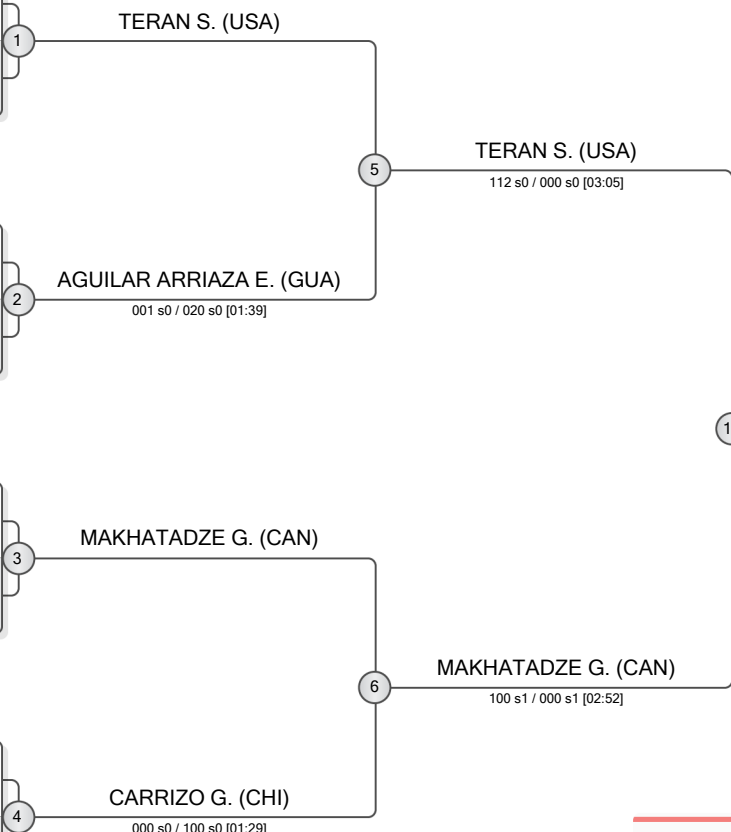 TERAN S. (USA)
1
TERAN S. (USA)
5
112 s0 / 000 s0 [03:05]
AGUILAR ARRIAZA E. (GUA)
2
001 s0 / 020 s0 [01:39]
1
MAKHATADZE G. (CAN)
3
MAKHATADZE G. (CAN)
6
100 s1 / 000 s1 [02:52]
CARRIZO G. (CHI)
4
000 s0 / 100 s0 [01:29]